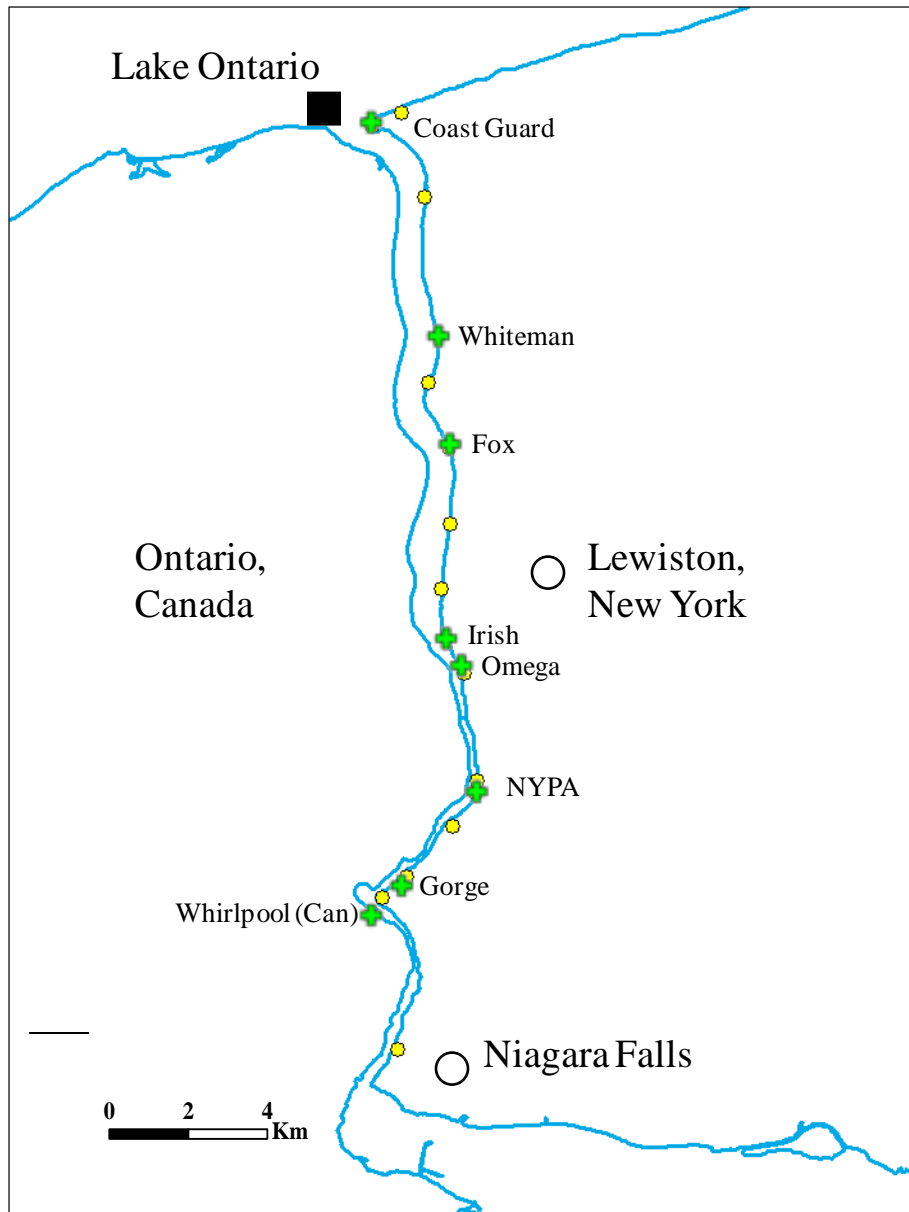 Lake Ontario
Coast Guard
Whiteman
Fox
Ontario,
Canada
Lewiston,
New York
Irish
Omega
NYPA
Gorge
Whirlpool (Can)
Niagara Falls
0 2 4
Km